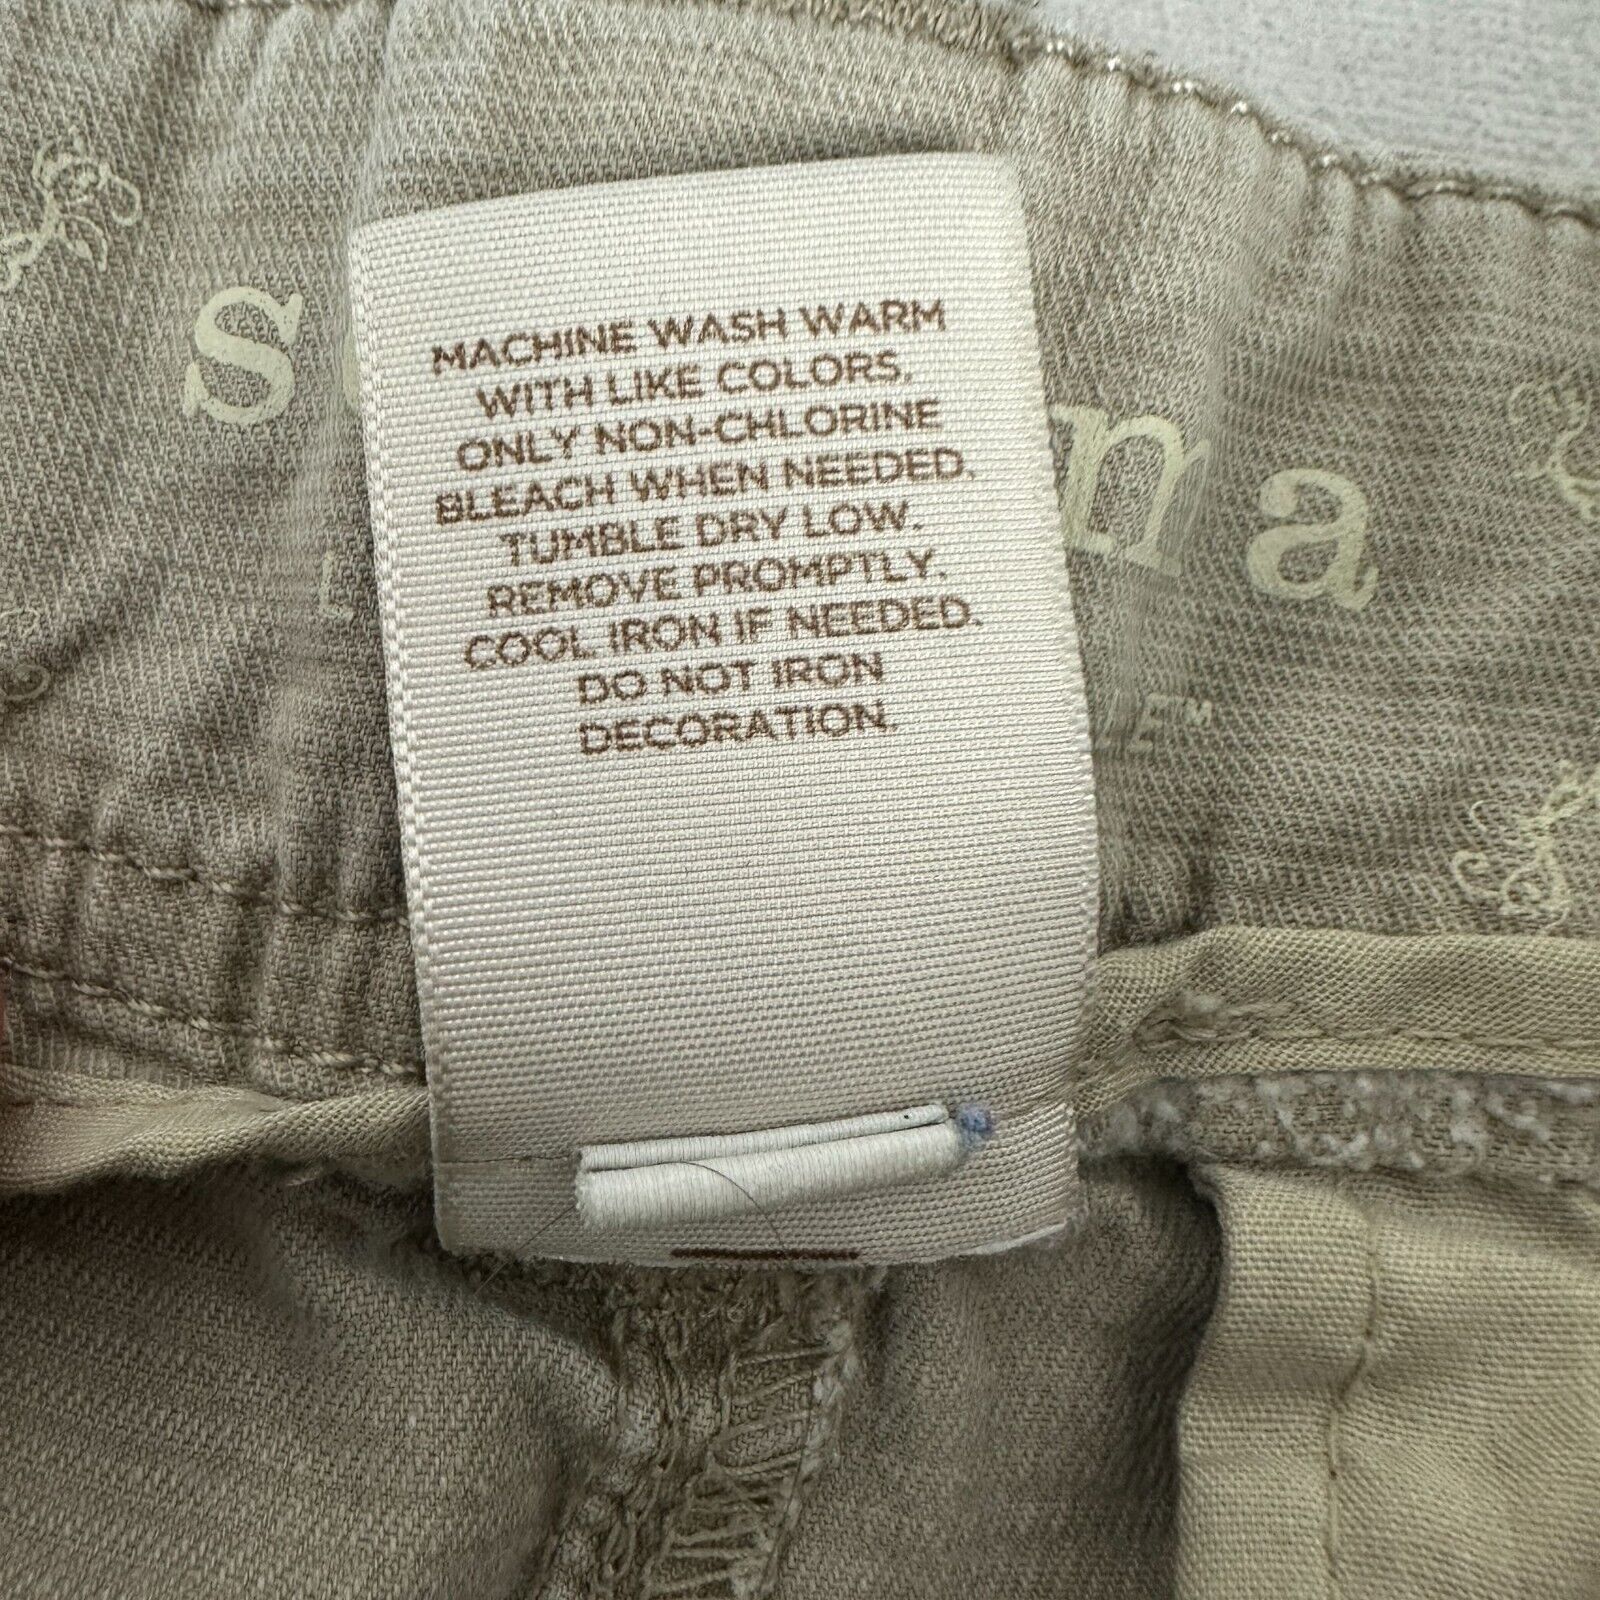 MACHINE WASH WARM
WITH LIKE COLORS.
ONLY NON-CHLORINE
BLEACH WHEN NEEDED.
TUMBLE DRY LOW.
REMOVE PROMPTLY.
COOL IRON IF NEEDED.
DO NOT IRON
DECORATION.